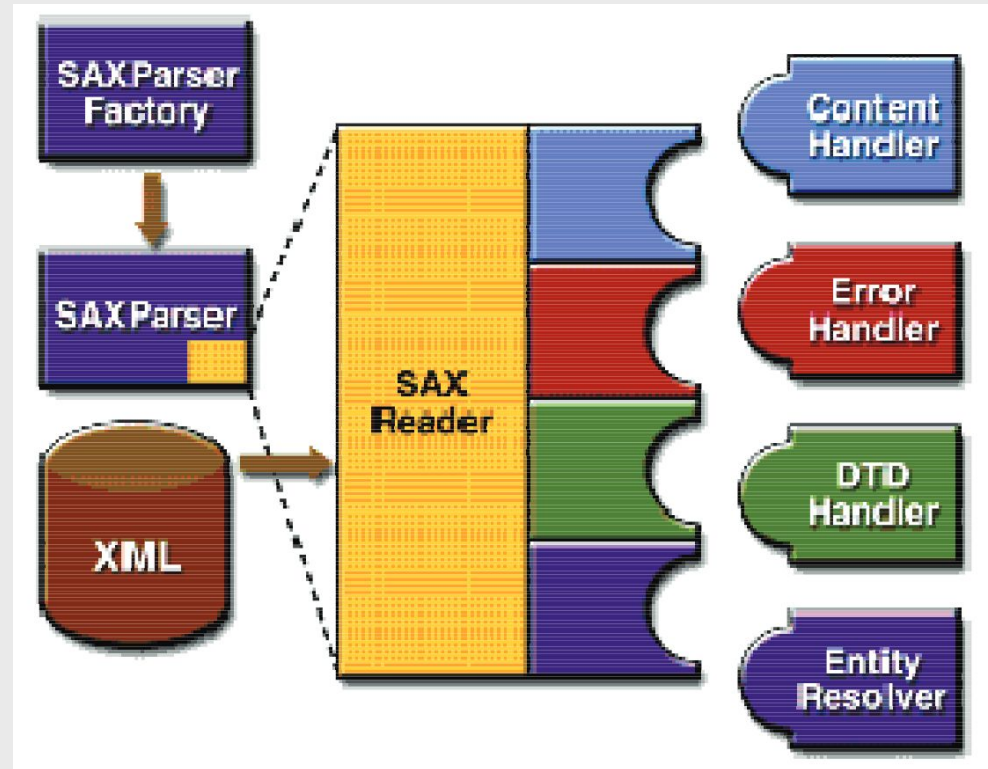 SAXParser
Factory
SAXParser
XML
SAX
Reader
Content
Handler
Error
Handler
DTD
Handler
Entity
Resolver